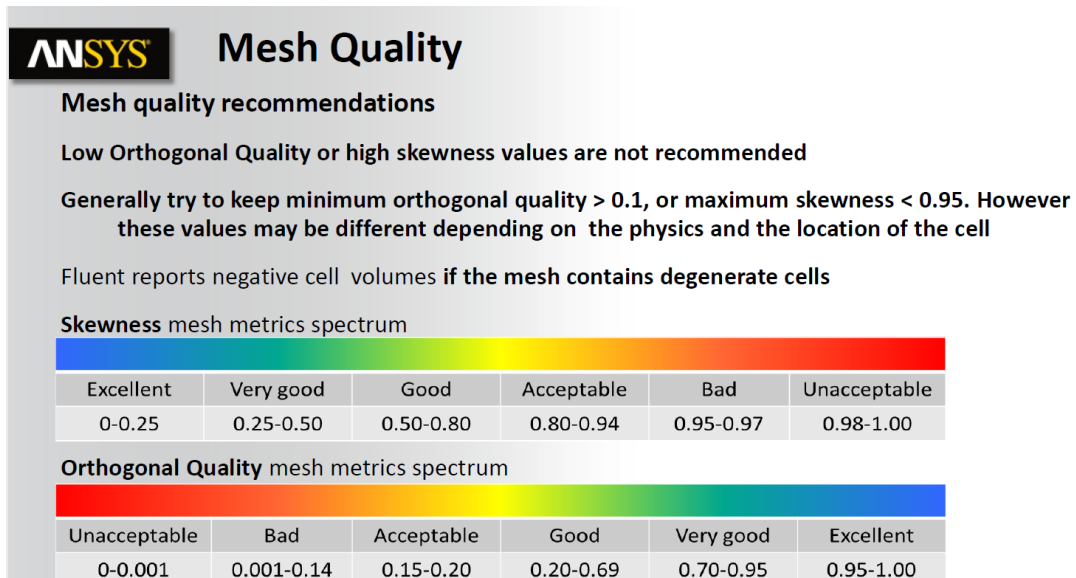 ANSYS
Mesh Quality
Mesh quality recommendations
Low Orthogonal Quality or high skewness values are not recommended
Generally try to keep minimum orthogonal quality > 0.1, or maximum skewness < 0.95. However
these values may be different depending on the physics and the location of the cell
Fluent reports negative cell volumes if the mesh contains degenerate cells
Skewness mesh metrics spectrum
Excellent Very good Good Acceptable Bad Unacceptable
0-0.25 0.25-0.50 0.50-0.80 0.80-0.94 0.95-0.97 0.98-1.00
Orthogonal Quality mesh metrics spectrum
Unacceptable Bad Acceptable Good Very good Excellent
0-0.001 0.001-0.14 0.15-0.20 0.20-0.69 0.70-0.95 0.95-1.00